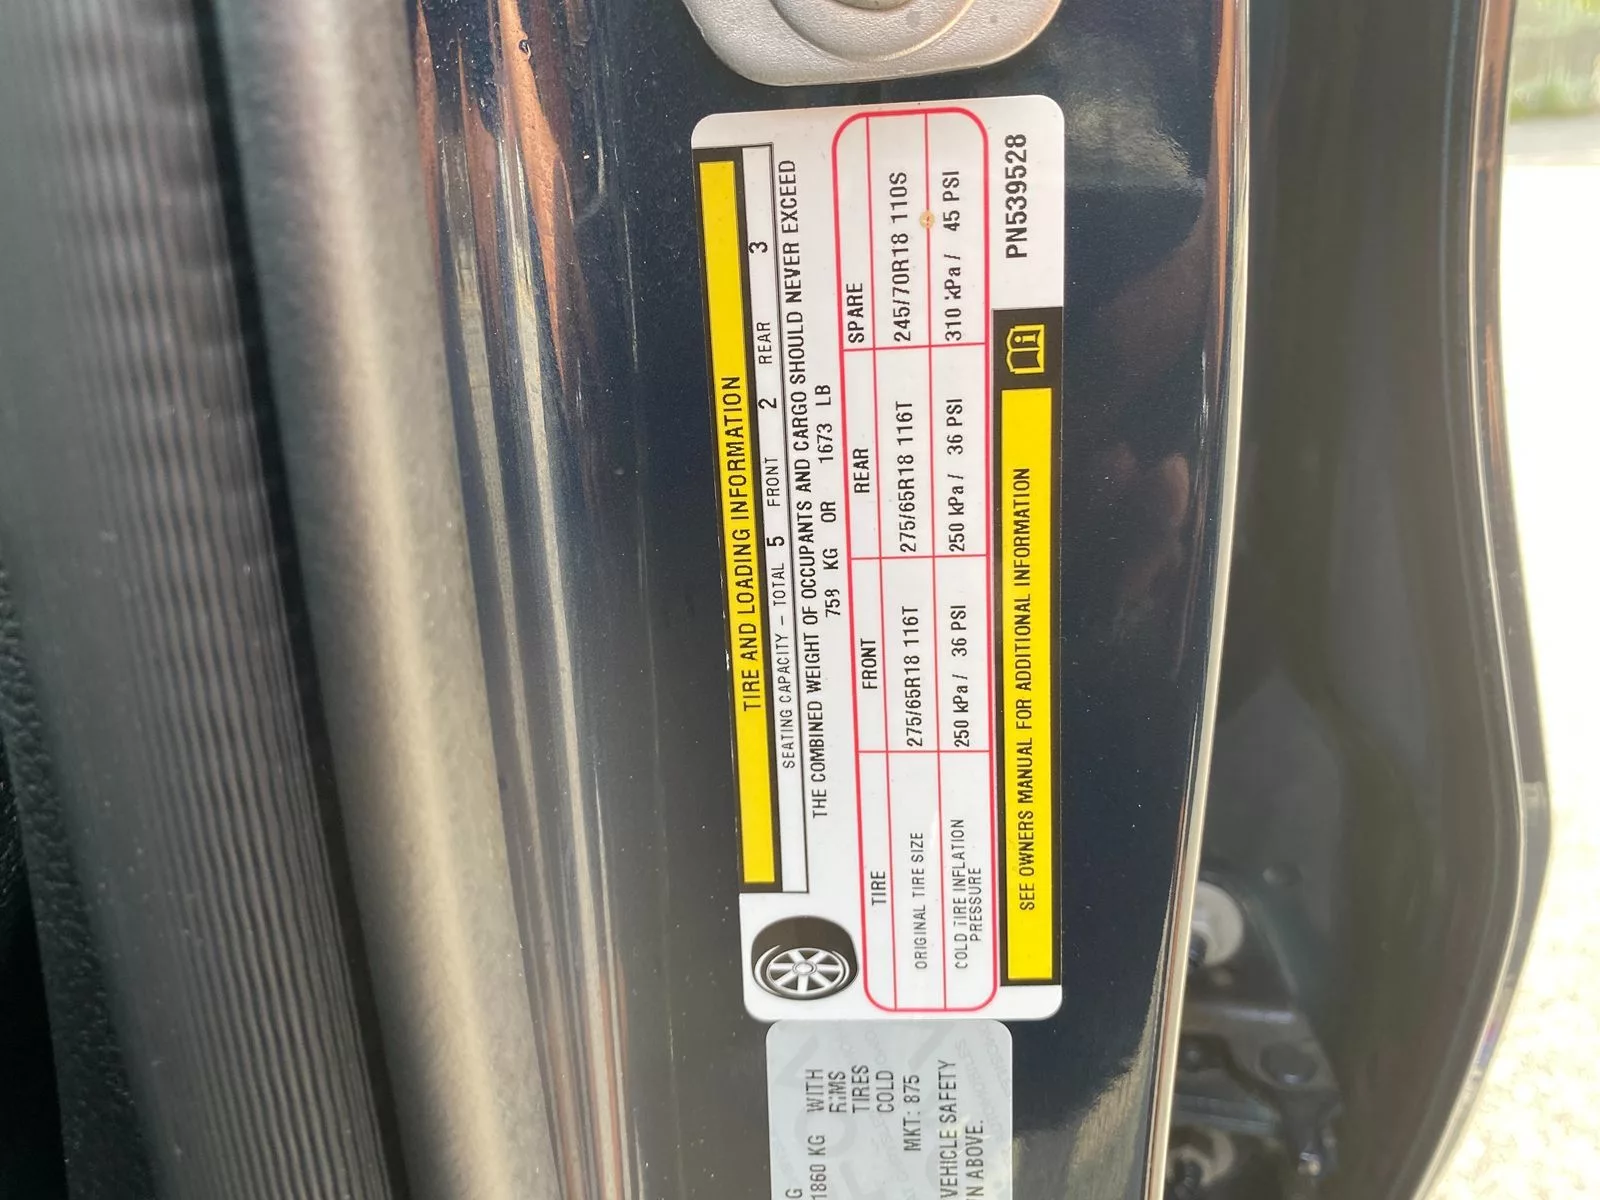 TIRE AND LOADING INFORMATION
SEATING CAPACITY – TOTAL 5 FRONT 2 REAR 3
THE COMBINED WEIGHT OF OCCUPANTS AND CARGO SHOULD NEVER EXCEED
759 KG OR 1673 LB
TIRE FRONT REAR SPARE
ORIGINAL TIRE SIZE 275/65R18 116T 275/65R18 116T 245/70R18 110S
COLD TIRE INFLATION
PRESSURE 250 kPa / 36 PSI 250 kPa / 36 PSI 310 kPa / 45 PSI
SEE OWNERS MANUAL FOR ADDITIONAL INFORMATION
PN539528
G
1860 KG WITH
RIMS
TIRES
COLD
MKT: 875
VEHICLE SAFETY
N ABOVE.